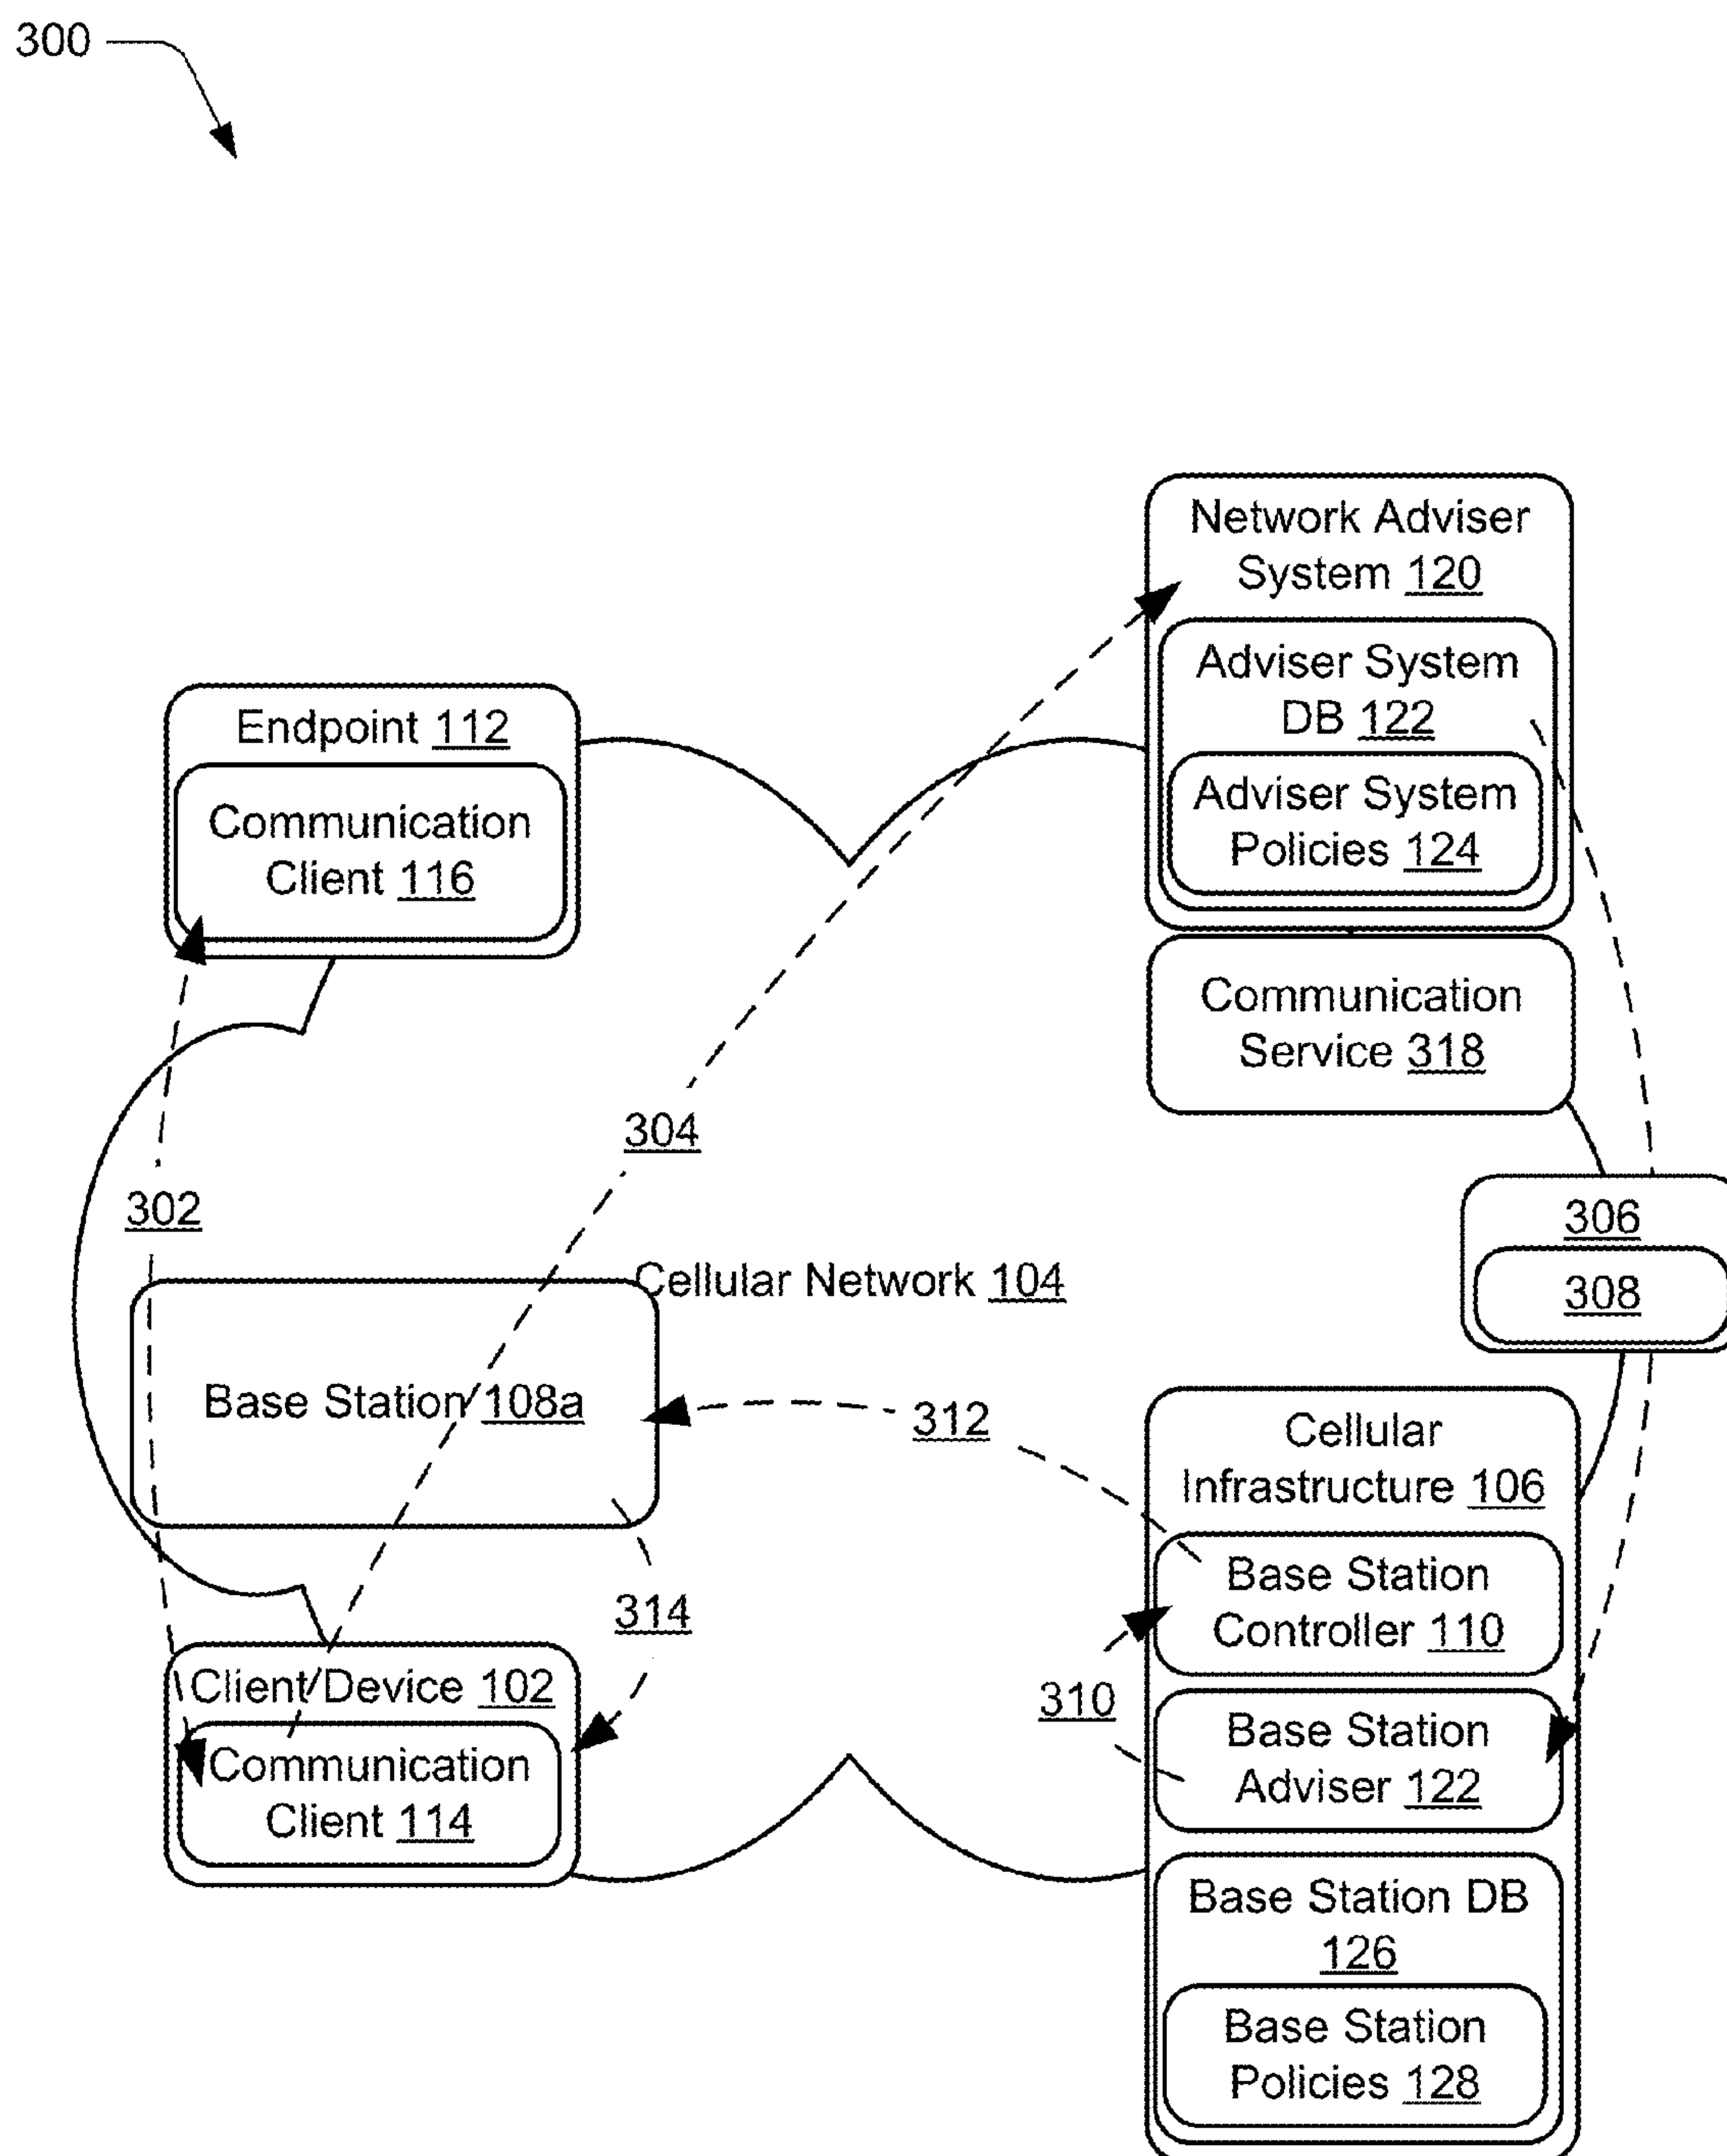 300
Network Adviser
System 120
Adviser System
DB 122
Adviser System
Policies 124
Endpoint 112
Communication
Client 116
Communication
Service 318
304
302
306
308
Cellular Network 104
Base Station 108a
312
Cellular
Infrastructure 106
Base Station
Controller 110
314
310
Client/Device 102
Communication
Client 114
Base Station
Adviser 122
Base Station DB
126
Base Station
Policies 128